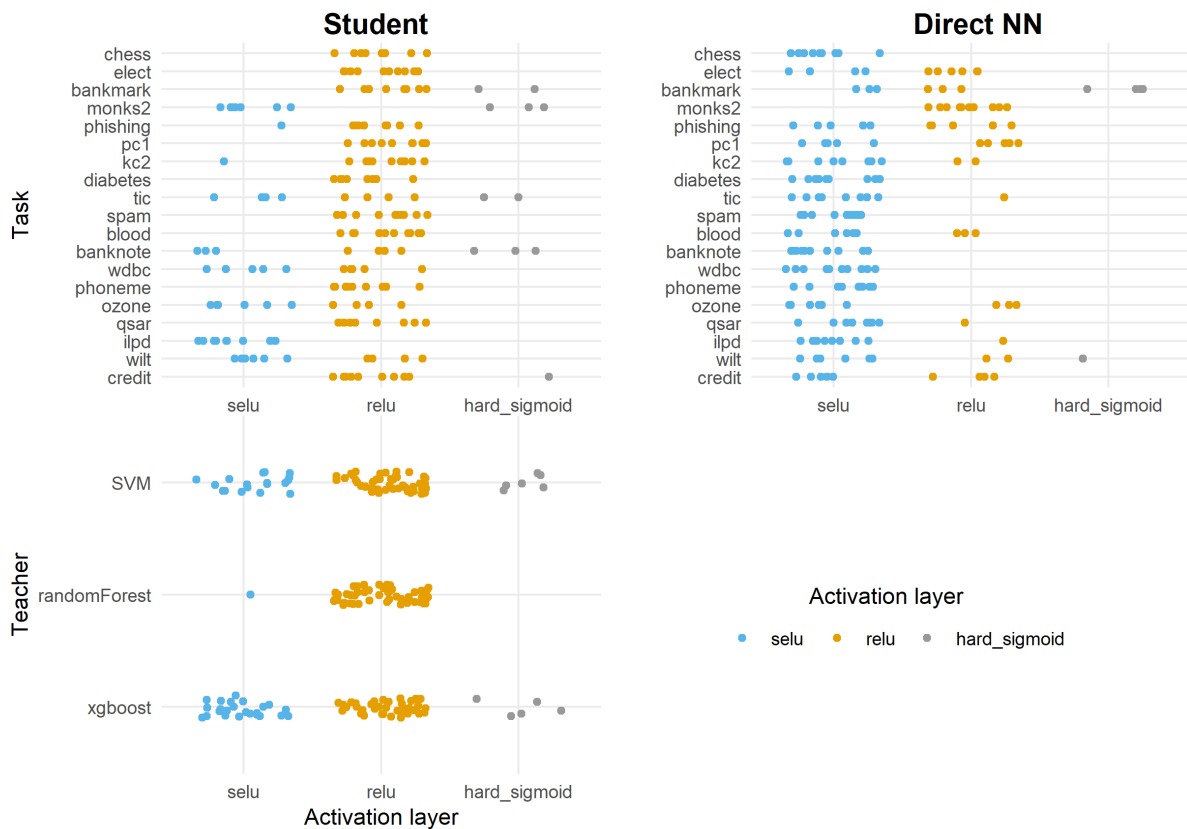 Student
Direct NN
Task
chess
elect
bankmark
monks2
phishing
pc1
kc2
diabetes
tic
spam
blood
banknote
wdbc
phoneme
ozone
qsar
ilpd
wilt
credit
selu relu hard_sigmoid
chess
elect
bankmark
monks2
phishing
pc1
kc2
diabetes
tic
spam
blood
banknote
wdbc
phoneme
ozone
qsar
ilpd
wilt
credit
selu relu hard_sigmoid
Teacher
SVM
randomForest
xgboost
selu relu hard_sigmoid
Activation layer
Activation layer
selu relu hard_sigmoid